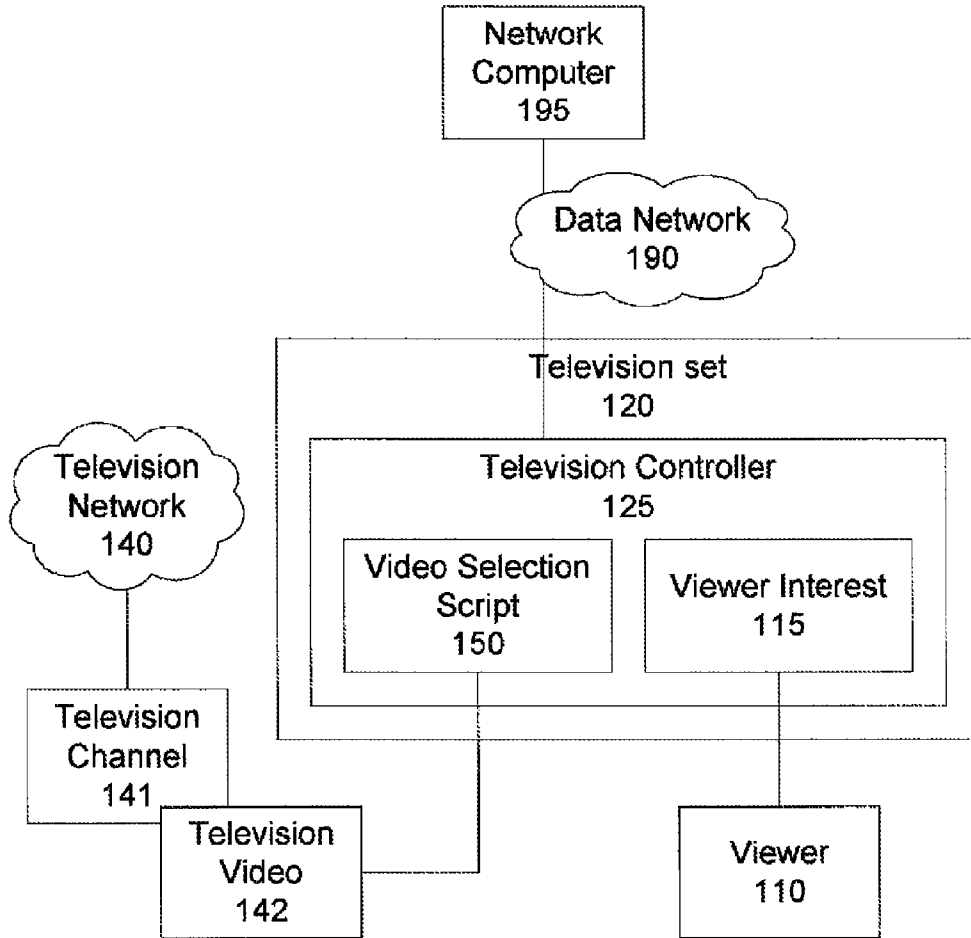 Network
Computer
195
Data Network
190
Television set
120
Television Controller
125
Television
Network
140
Video Selection
Script
150
Viewer Interest
115
Television
Channel
141
Television
Video
142
Viewer
110